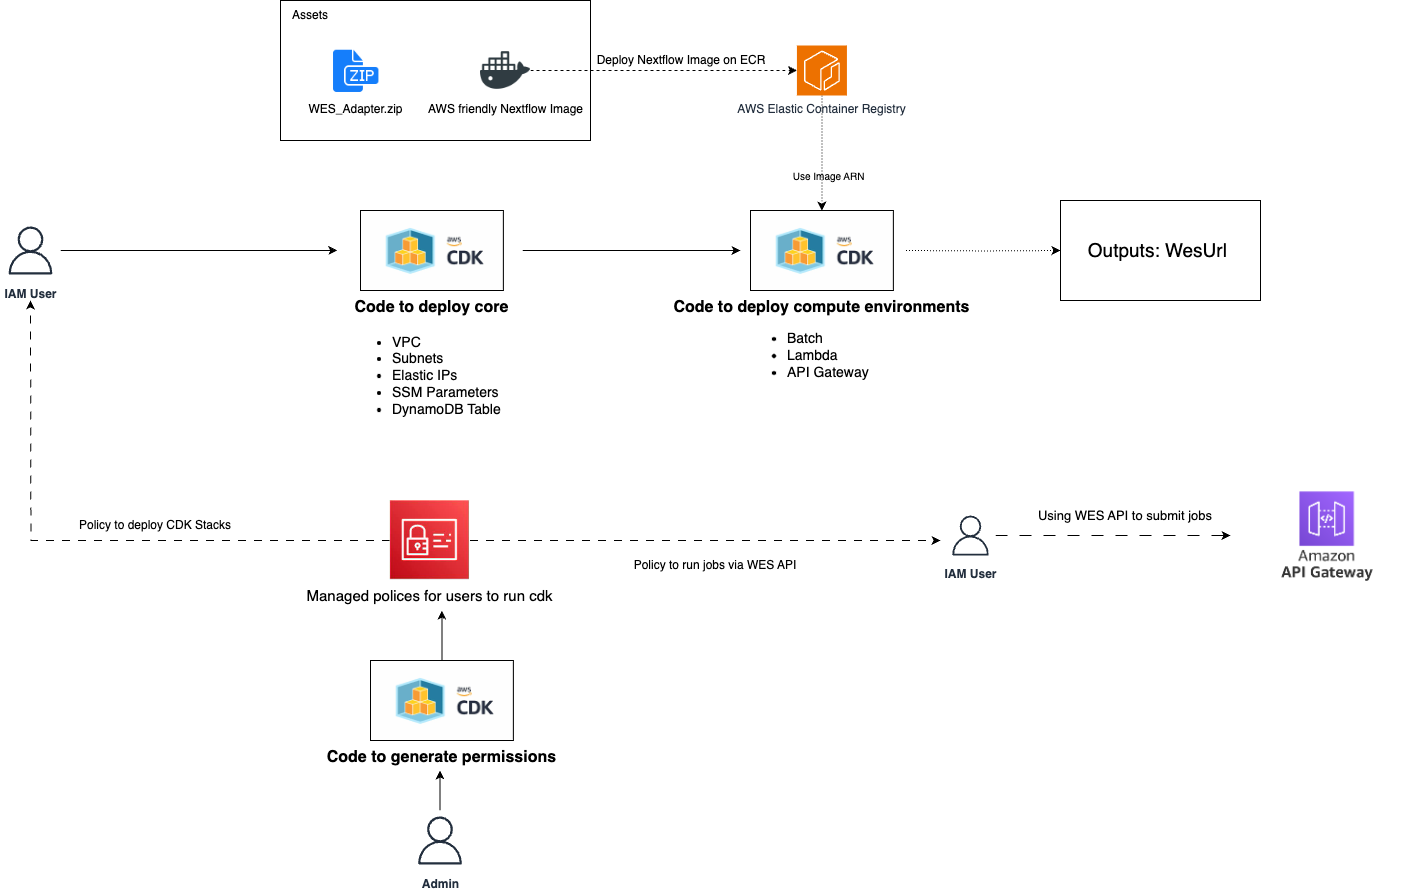 Assets
ZIP
WES_Adapter.zip
AWS friendly Nextflow Image
Deploy Nextflow Image on ECR
AWS Elastic Container Registry
Use Image ARN
IAM User
aws
CDK
Code to deploy core
VPC
Subnets
Elastic IPs
SSM Parameters
DynamoDB Table
aws
CDK
Code to deploy compute environments
Batch
Lambda
API Gateway
Outputs: WesUrl
Policy to deploy CDK Stacks
Managed polices for users to run cdk
Policy to run jobs via WES API
IAM User
Using WES API to submit jobs
Amazon
API Gateway
aws
CDK
Code to generate permissions
Admin